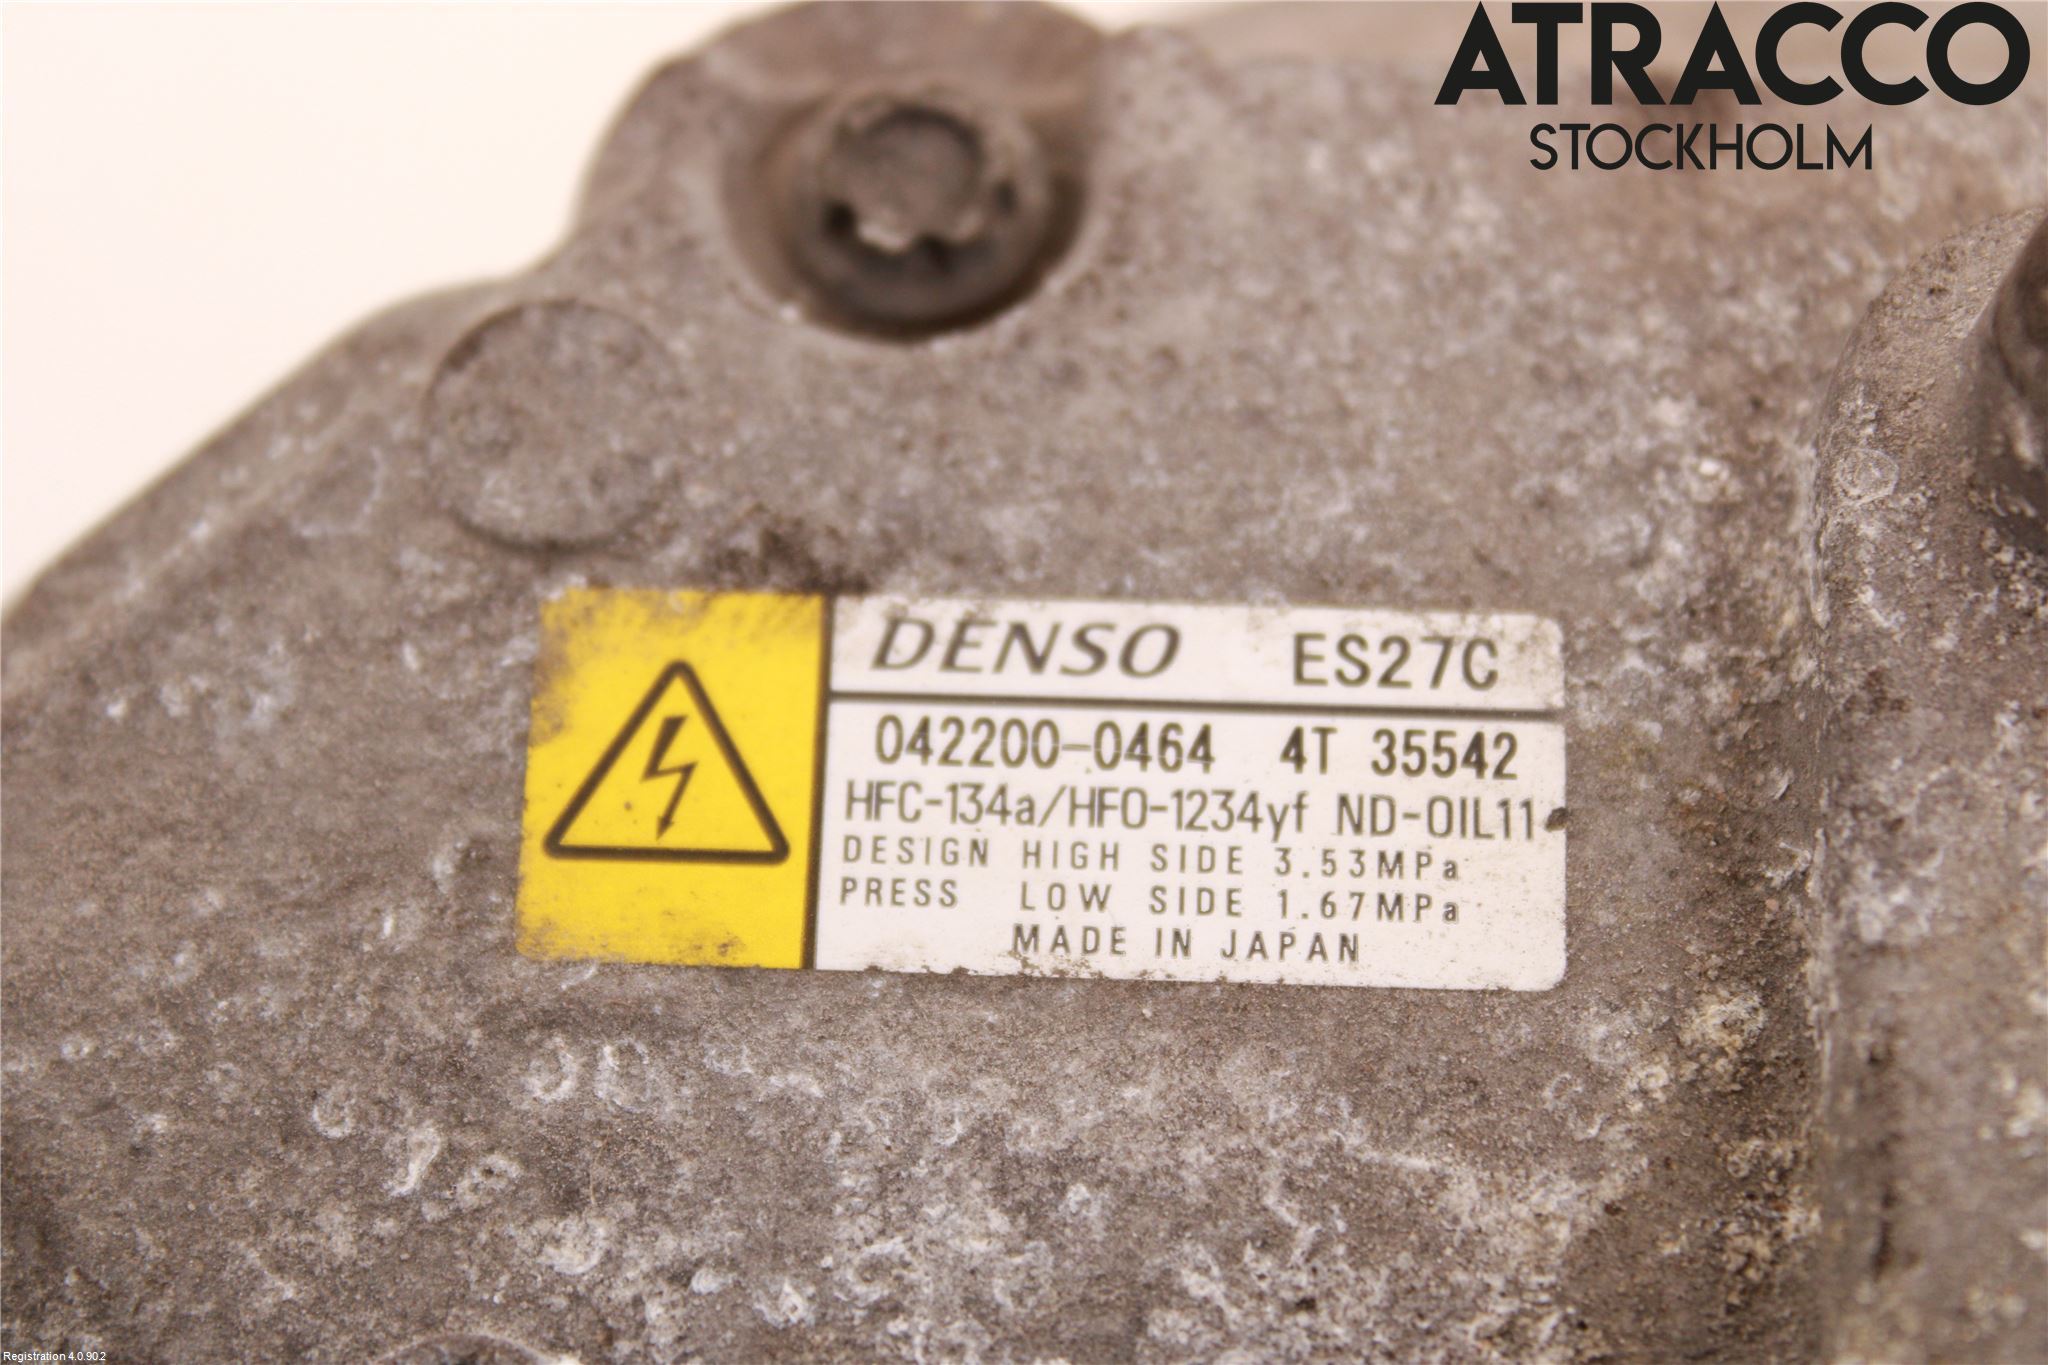 ATRACCO
STOCKHOLM
DENSO ES27C
042200-0464 4T 35542
HFC-134a/HFO-1234yf ND-OIL11
DESIGN HIGH SIDE 3.53MPa
PRESS LOW SIDE 1.67MPa
MADE IN JAPAN
Registration 4.0.90.2